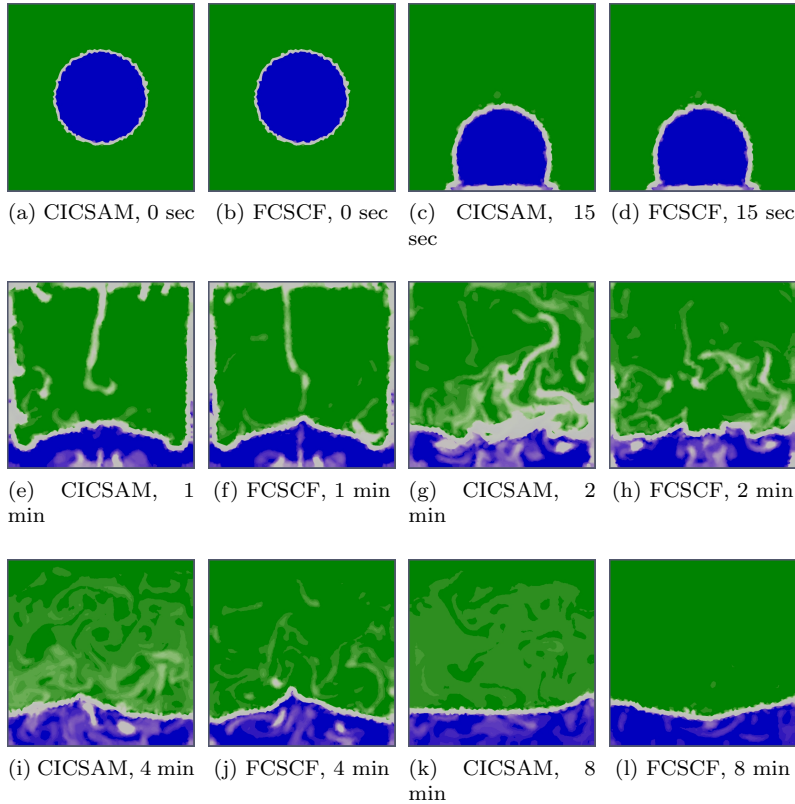 (a) CICSAM, 0 sec
(b) FCSCF, 0 sec
(c) CICSAM, 15
sec
(d) FCSCF, 15 sec
(e) CICSAM, 1
min
(f) FCSCF, 1 min
(g) CICSAM, 2
min
(h) FCSCF, 2 min
(i) CICSAM, 4 min
(j) FCSCF, 4 min
(k) CICSAM, 8
min
(l) FCSCF, 8 min